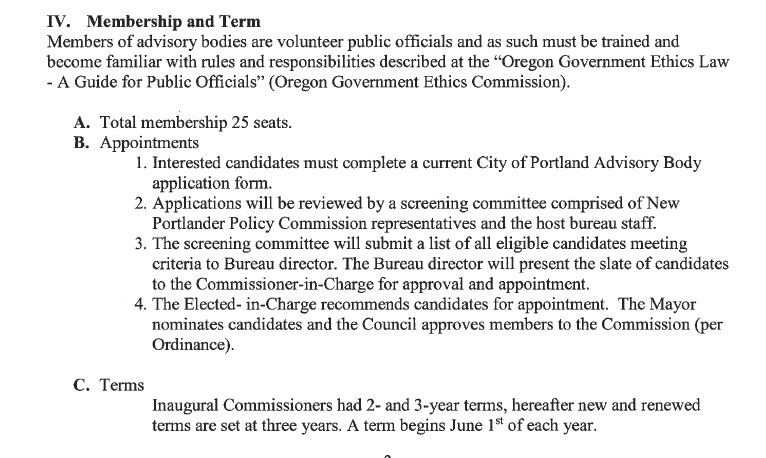 IV. Membership and Term
Members of advisory bodies are volunteer public officials and as such must be trained and
become familiar with rules and responsibilities described at the “Oregon Government Ethics Law
- A Guide for Public Officials” (Oregon Government Ethics Commission).
A. Total membership 25 seats.
B. Appointments
1. Interested candidates must complete a current City of Portland Advisory Body
application form.
2. Applications will be reviewed by a screening committee comprised of New
Portlander Policy Commission representatives and the host bureau staff.
3. The screening committee will submit a list of all eligible candidates meeting
criteria to Bureau director. The Bureau director will present the slate of candidates
to the Commissioner-in-Charge for approval and appointment.
4. The Elected- in-Charge recommends candidates for appointment. The Mayor
nominates candidates and the Council approves members to the Commission (per
Ordinance).
C. Terms
Inaugural Commissioners had 2- and 3-year terms, hereafter new and renewed
terms are set at three years. A term begins June 1st of each year.